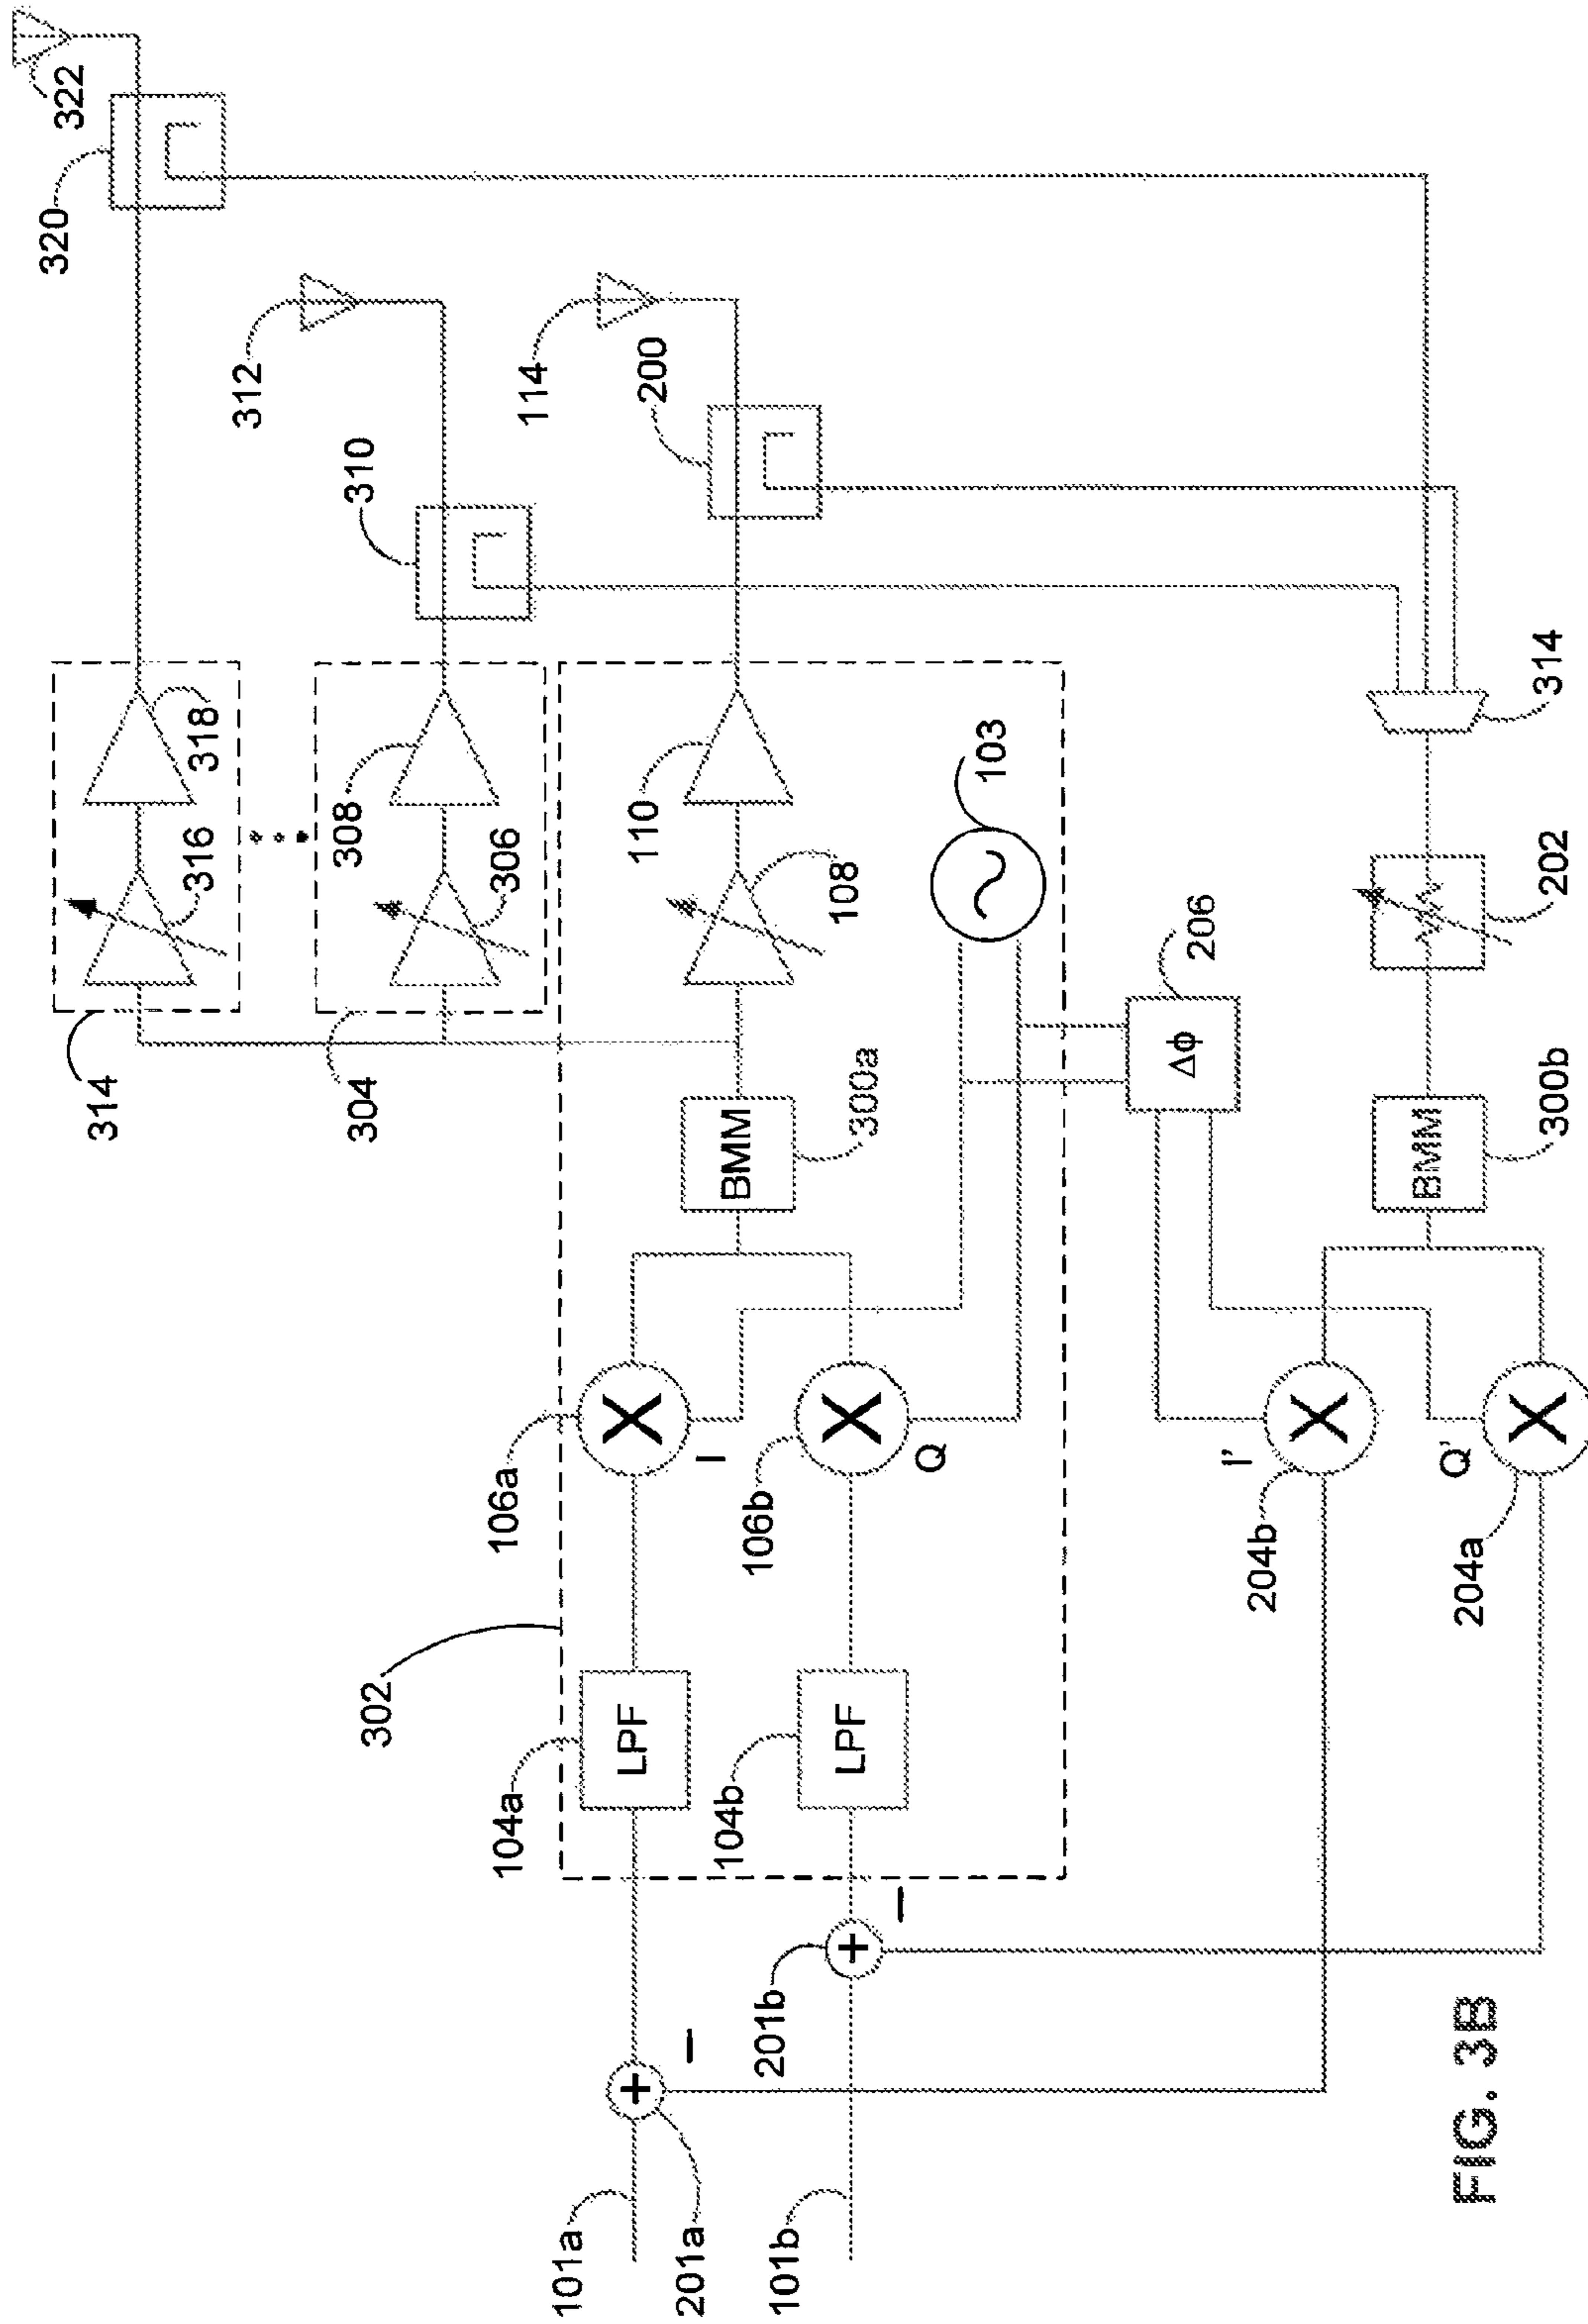 322
320
312
310
114
200
318
316
314
308
306
304
110
108
103
314
202
206
Δϕ
BMM
300a
BMM
300b
106a
I
106b
Q
I'
204b
Q'
204a
302
LPF
104a
LPF
104b
+
−
201b
+
−
101a
201a
101b
X
X
X
X
FIG. 3B